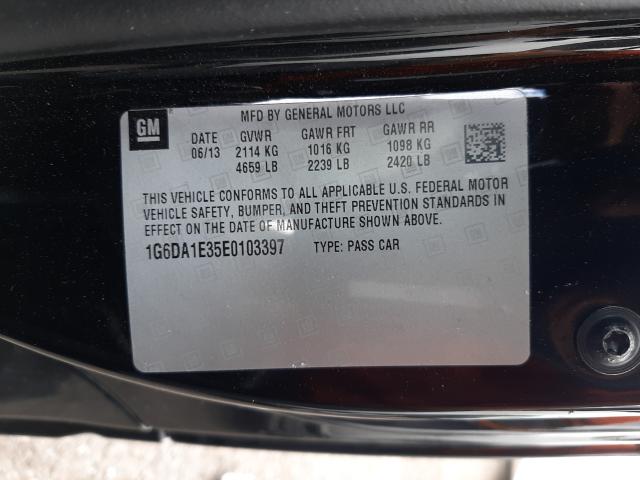 GM
MFD BY GENERAL MOTORS LLC
DATE GVWR GAWR FRT GAWR RR
06/13 2114 KG 1016 KG 1098 KG
4659 LB 2239 LB 2420 LB
THIS VEHICLE CONFORMS TO ALL APPLICABLE U.S. FEDERAL MOTOR
VEHICLE SAFETY, BUMPER, AND THEFT PREVENTION STANDARDS IN
EFFECT ON THE DATE OF MANUFACTURE SHOWN ABOVE.
1G6DA1E35E0103397 TYPE: PASS CAR